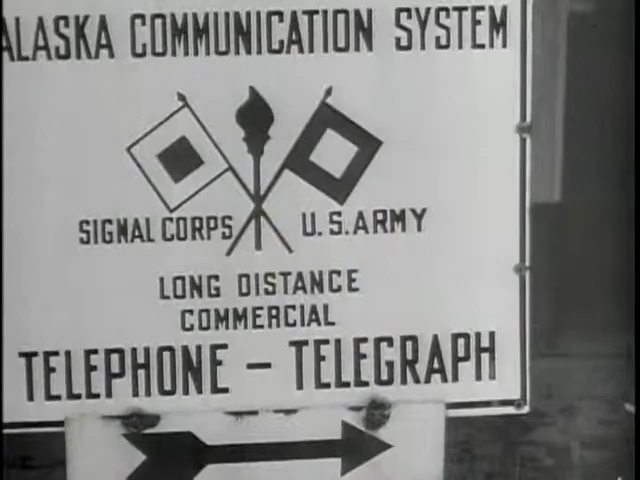 ALASKA COMMUNICATION SYSTEM
SIGNAL CORPS U.S. ARMY
LONG DISTANCE
COMMERCIAL
TELEPHONE - TELEGRAPH